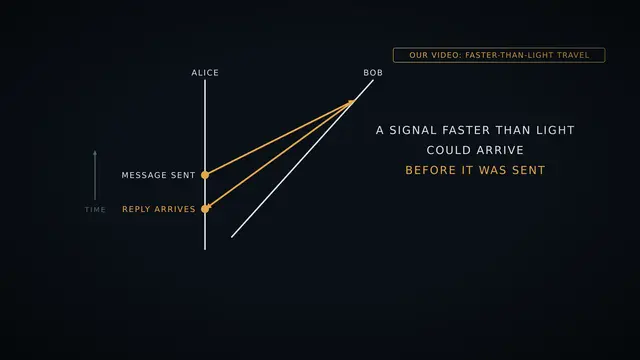 OUR VIDEO: FASTER-THAN-LIGHT TRAVEL
ALICE
BOB
A SIGNAL FASTER THAN LIGHT
COULD ARRIVE
BEFORE IT WAS SENT
MESSAGE SENT
REPLY ARRIVES
TIME